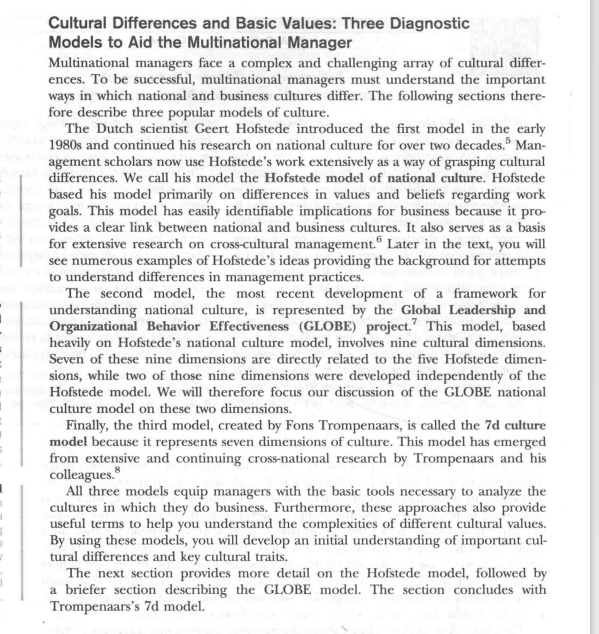 Cultural Differences and Basic Values: Three Diagnostic
Models to Aid the Multinational Manager
Multinational managers face a complex and challenging array of cultural differ-
ences. To be successful, multinational managers must understand the important
ways in which national and business cultures differ. The following sections there-
fore describe three popular models of culture.
The Dutch scientist Geert Hofstede introduced the first model in the early
1980s and continued his research on national culture for over two decades.5 Man-
agement scholars now use Hofstede's work extensively as a way of grasping cultural
differences. We call his model the Hofstede model of national culture. Hofstede
based his model primarily on differences in values and beliefs regarding work
goals. This model has easily identifiable implications for business because it pro-
vides a clear link between national and business cultures. It also serves as a basis
for extensive research on cross-cultural management.6 Later in the text, you will
see numerous examples of Hofstede's ideas providing the background for attempts
to understand differences in management practices.
The second model, the most recent development of a framework for
understanding national culture, is represented by the Global Leadership and
Organizational Behavior Effectiveness (GLOBE) project.7 This model, based
heavily on Hofstede's national culture model, involves nine cultural dimensions.
Seven of these nine dimensions are directly related to the five Hofstede dimen-
sions, while two of those nine dimensions were developed independently of the
Hofstede model. We will therefore focus our discussion of the GLOBE national
culture model on these two dimensions.
Finally, the third model, created by Fons Trompenaars, is called the 7d culture
model because it represents seven dimensions of culture. This model has emerged
from extensive and continuing cross-national research by Trompenaars and his
colleagues.8
All three models equip managers with the basic tools necessary to analyze the
cultures in which they do business. Furthermore, these approaches also provide
useful terms to help you understand the complexities of different cultural values.
By using these models, you will develop an initial understanding of important cul-
tural differences and key cultural traits.
The next section provides more detail on the Hofstede model, followed by
a briefer section describing the GLOBE model. The section concludes with
Trompenaars's 7d model.